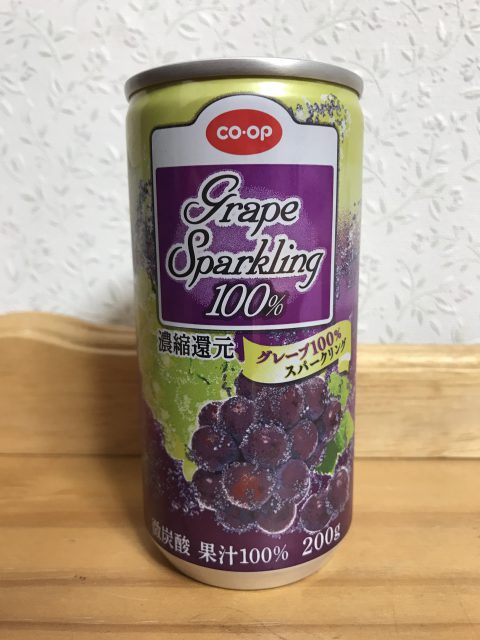 CO·OP
Grape
Sparkling
100%
濃縮還元
グレープ100%
スパークリング
微炭酸 果汁100% 200g